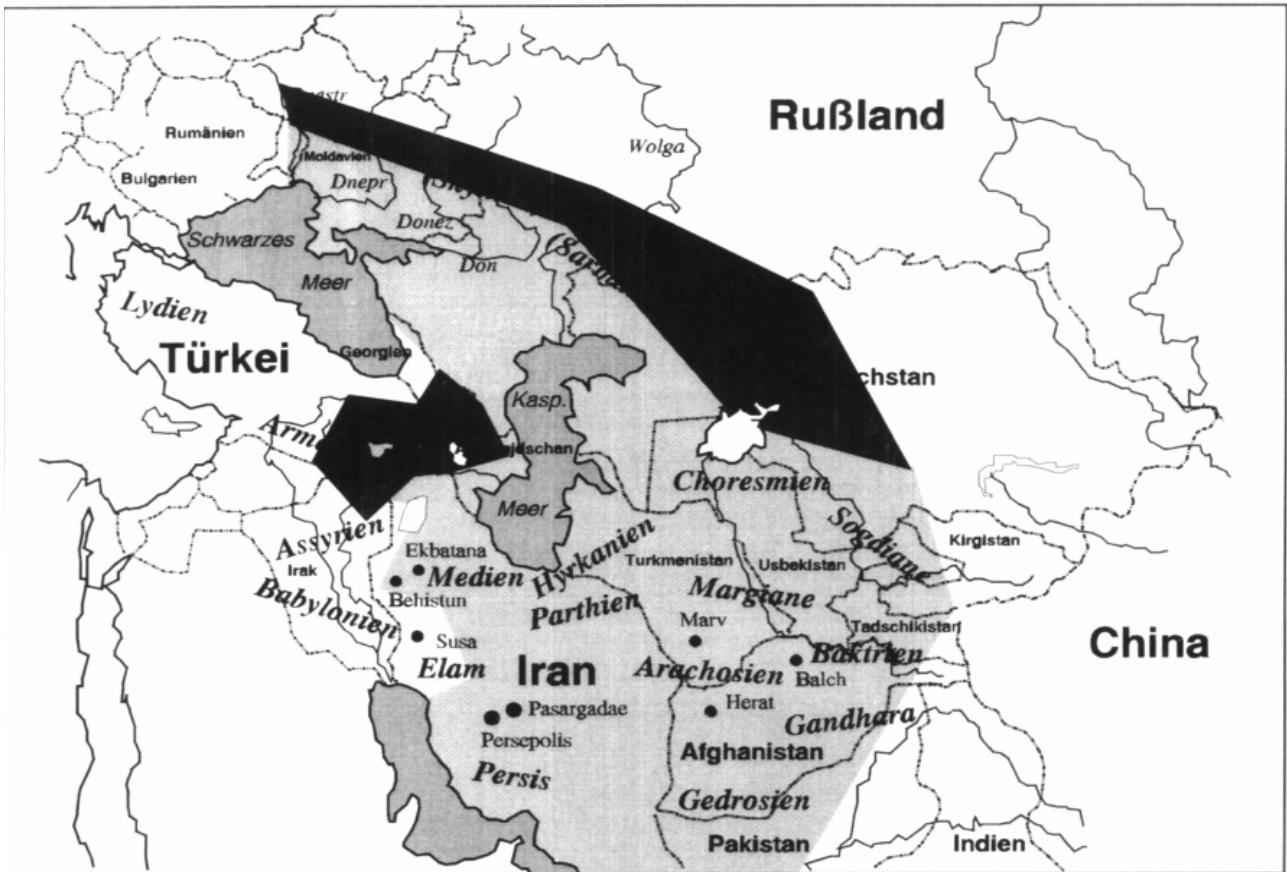 Rußland
Rumänien
Wolga
Moldavien
Bulgarien
Dnepr
Donez
Schwarzes
Don
Meer
Lydien
Georgien
Türkei
chstan
Kasp.
Choresmien
Meer
Sogdiane
Assyrien
Kirgistan
Ekbatana
Irak
Hyrkanien
Turkmenistan
Usbekistan
Medien
Behistun
Babylonien
Margiane
Parthien
Marv
Tadschikistan
China
Susa
Elam
Iran
Arachosien
Baktrien
Balch
Pasargadae
Herat
Gandhara
Persepolis
Afghanistan
Persis
Gedrosien
Pakistan
Indien